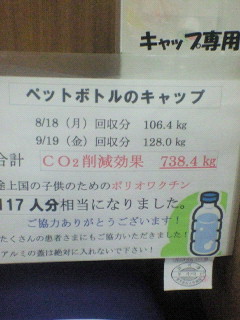 キャップ専用
ペットボトルのキャップ
8/18（月）回収分 106.4 kg
9/19（金）回収分 128.0 kg
合計 CO2削減効果 738.4 kg
途上国の子供のためのポリオワクチン
117人分相当になりました。
ご協力ありがとうございます！
たくさんの患者さまにもご協力いただきました！
アルミの蓋は絶対に入れないで下さい！